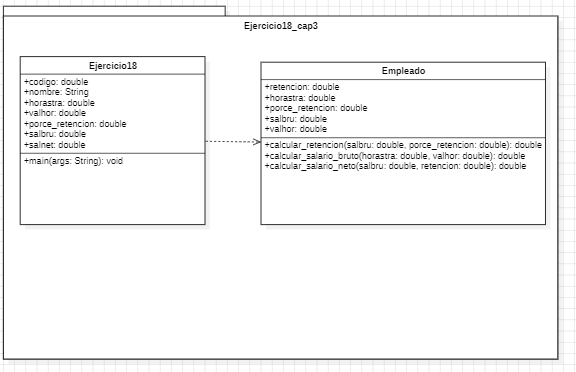 Ejercicio18_cap3
Ejercicio18
+codigo: double
+nombre: String
+horastra: double
+valhor: double
+porce_retencion: double
+salbru: double
+salnet: double
+main(args: String): void
Empleado
+retencion: double
+horastra: double
+porce_retencion: double
+salbru: double
+valhor: double
+calcular_retencion(salbru: double, porce_retencion: double): double
+calcular_salario_bruto(horastra: double, valhor: double): double
+calcular_salario_neto(salbru: double, retencion: double): double